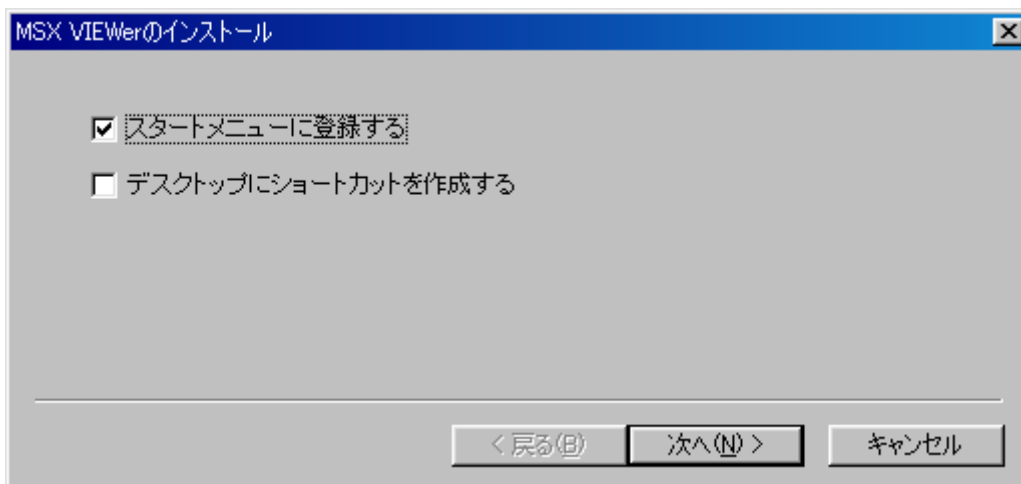 MSX VIEWerのインストール
スタートメニューに登録する
デスクトップにショートカットを作成する
< 戻る(B) 次へ(N) > キャンセル